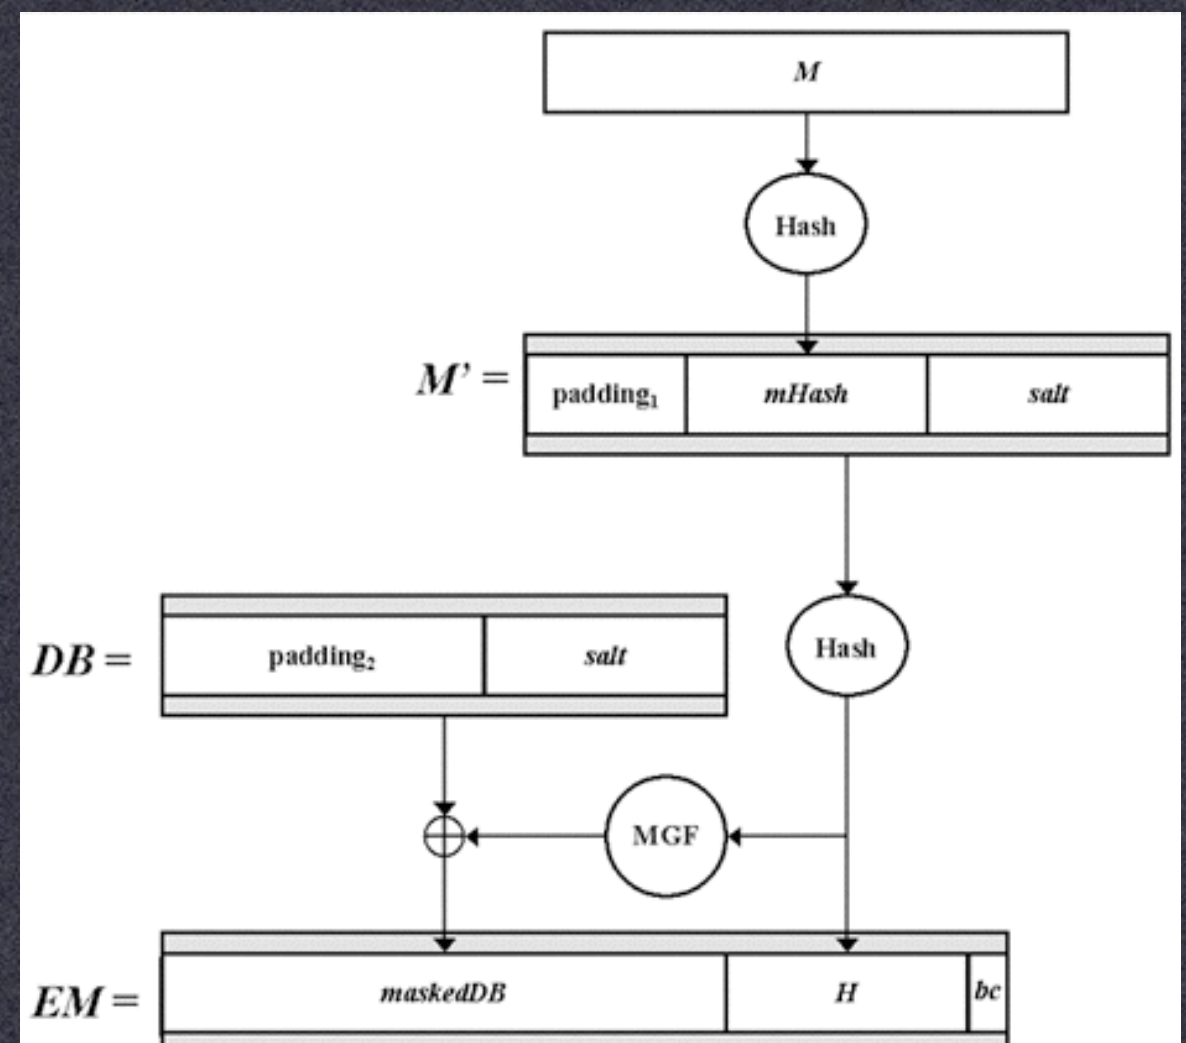 M
Hash
M’ = padding₁ mHash salt
DB = padding₂ salt
Hash
MGF
EM = maskedDB H bc